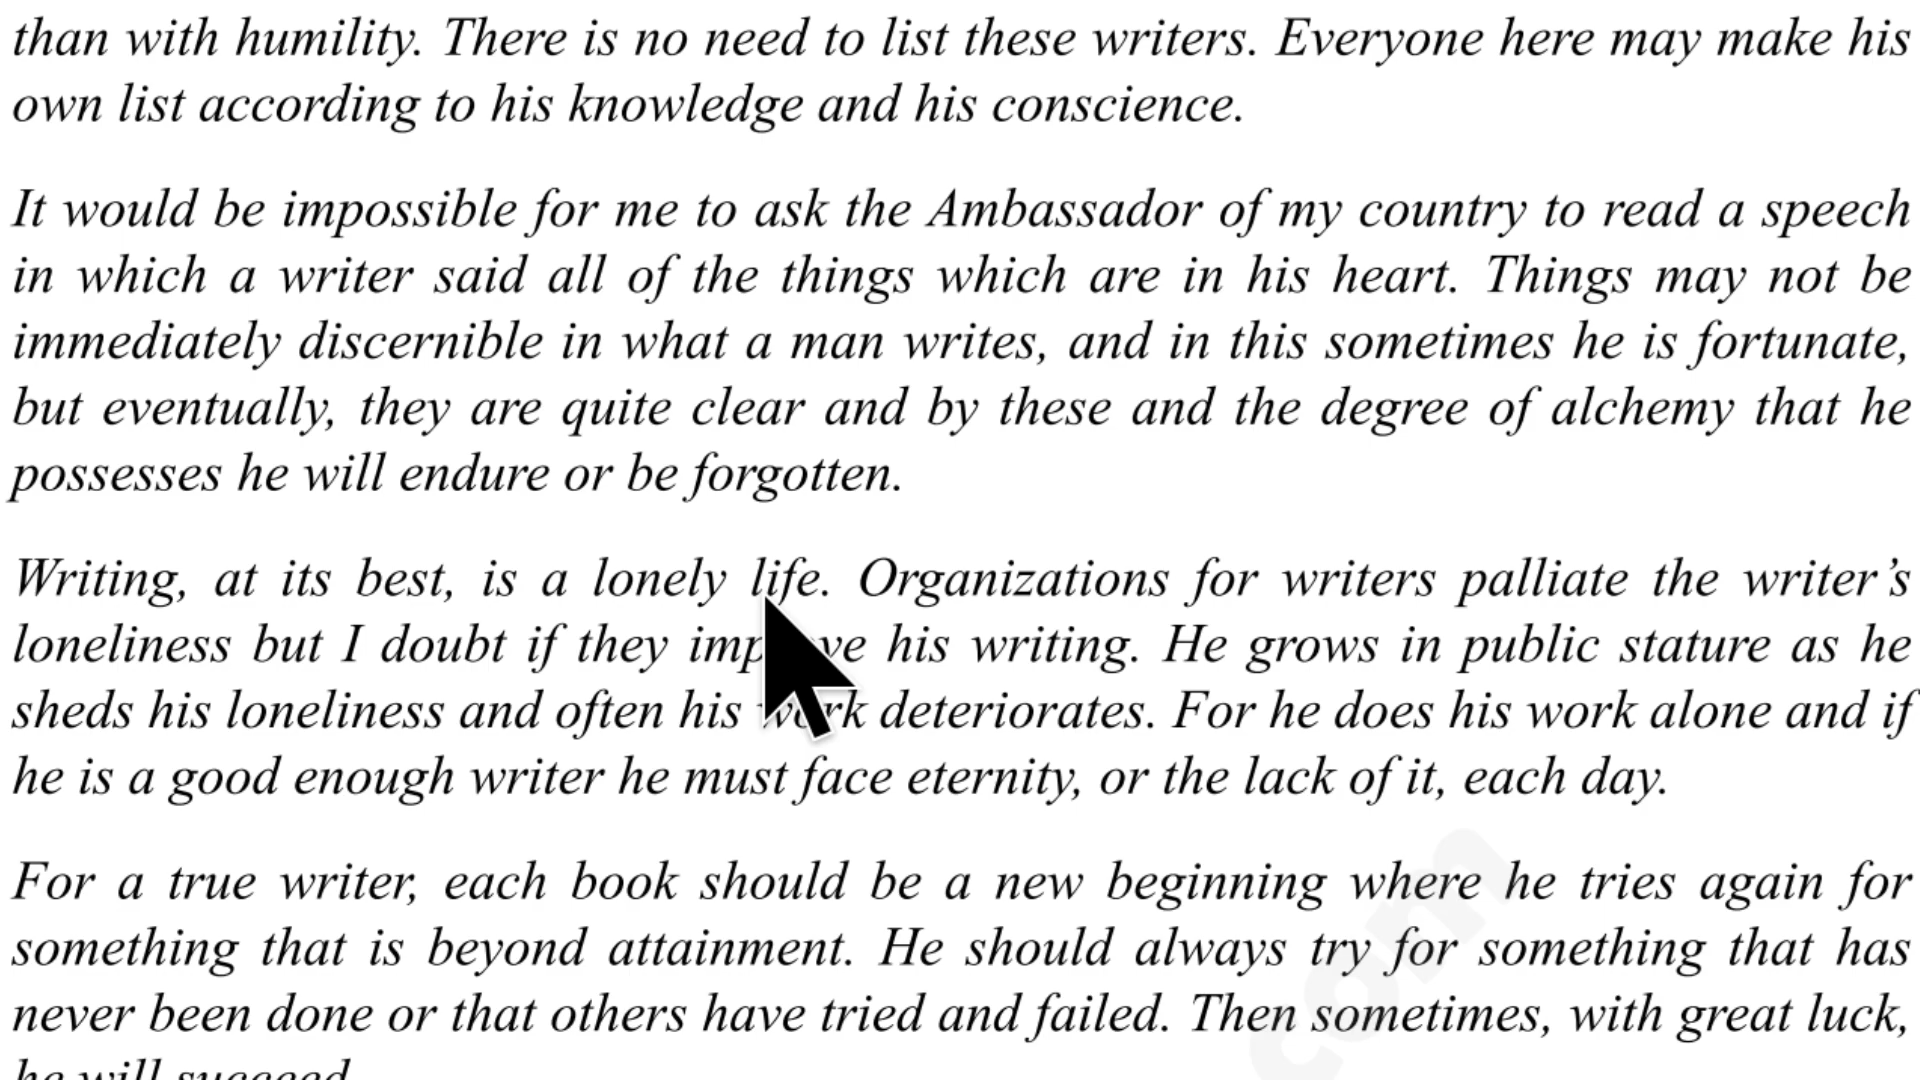 than with humility. There is no need to list these writers. Everyone here may make his
own list according to his knowledge and his conscience.
It would be impossible for me to ask the Ambassador of my country to read a speech
in which a writer said all of the things which are in his heart. Things may not be
immediately discernible in what a man writes, and in this sometimes he is fortunate,
but eventually, they are quite clear and by these and the degree of alchemy that he
possesses he will endure or be forgotten.
Writing, at its best, is a lonely life. Organizations for writers palliate the writer’s
loneliness but I doubt if they improve his writing. He grows in public stature as he
sheds his loneliness and often his work deteriorates. For he does his work alone and if
he is a good enough writer he must face eternity, or the lack of it, each day.
For a true writer, each book should be a new beginning where he tries again for
something that is beyond attainment. He should always try for something that has
never been done or that others have tried and failed. Then sometimes, with great luck,
he will succeed
com